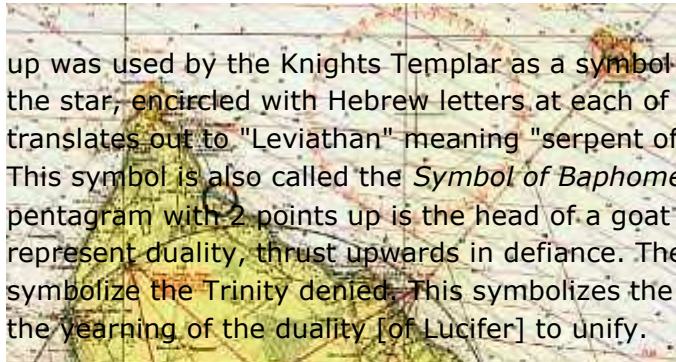 up was used by the Knights Templar as a symbol
the star, encircled with Hebrew letters at each of
translates out to "Leviathan" meaning "serpent of
This symbol is also called the Symbol of Baphome
pentagram with 2 points up is the head of a goat
represent duality, thrust upwards in defiance. The
symbolize the Trinity denied. This symbolizes the
the yearning of the duality [of Lucifer] to unify.